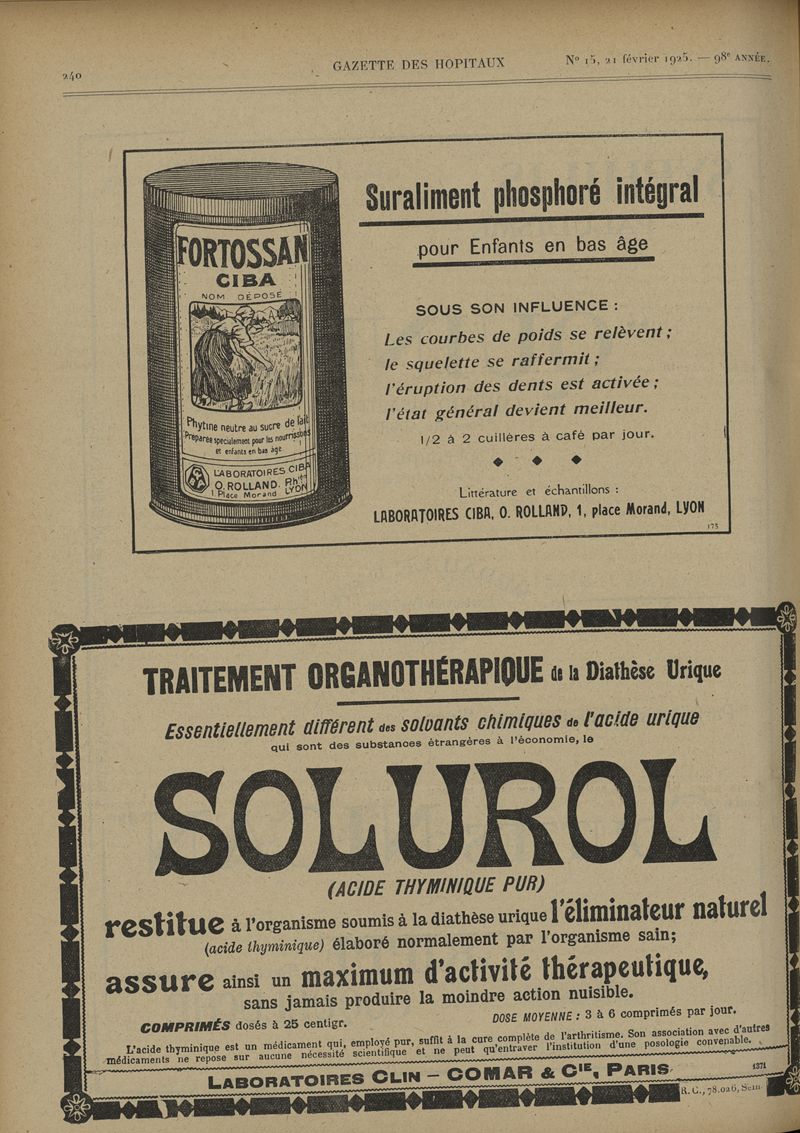 240
GAZETTE DES HOPITAUX
N° 15, 21 février 1925. — 98e ANNÉE.
FORTOSSAN
CIBA
NOM DÉPOSÉ
Phytine neutre au sucre de lait
Préparée specialement pour les nourrissons
et enfants en bas âge
LABORATOIRES CIBA
O. ROLLAND. Phien
1 Place Morand LYON
Suraliment phosphoré intégral
pour Enfants en bas âge
SOUS SON INFLUENCE :
Les courbes de poids se relèvent ;
le squelette se raffermit ;
l'éruption des dents est activée ;
l'état général devient meilleur.
1/2 à 2 cuillères à café par jour.
Littérature et échantillons :
LABORATOIRES CIBA, O. ROLLAND, 1, place Morand, LYON
175
TRAITEMENT ORGANOTHÉRAPIQUE de la Diathèse Urique
Essentiellement différent des solvants chimiques de l'acide urique
qui sont des substances étrangères à l'économie, le
SOLUROL
(ACIDE THYMINIQUE PUR)
restitue à l'organisme soumis à la diathèse urique l'éliminateur naturel
(acide thyminique) élaboré normalement par l'organisme sain;
assure ainsi un maximum d'activité thérapeutique,
sans jamais produire la moindre action nuisible.
COMPRIMÉS dosés à 25 centigr.
DOSE MOYENNE : 3 à 6 comprimés par jour.
L'acide thyminique est un médicament qui, employé pur, suffit à la cure complète de l'arthritisme. Son association avec d'autres
médicaments ne repose sur aucune nécessité scientifique et ne peut qu'entraver l'institution d'une posologie convenable.
LABORATOIRES CLIN — COMAR & CIE, PARIS
1371
R. C., 78.026, Sein